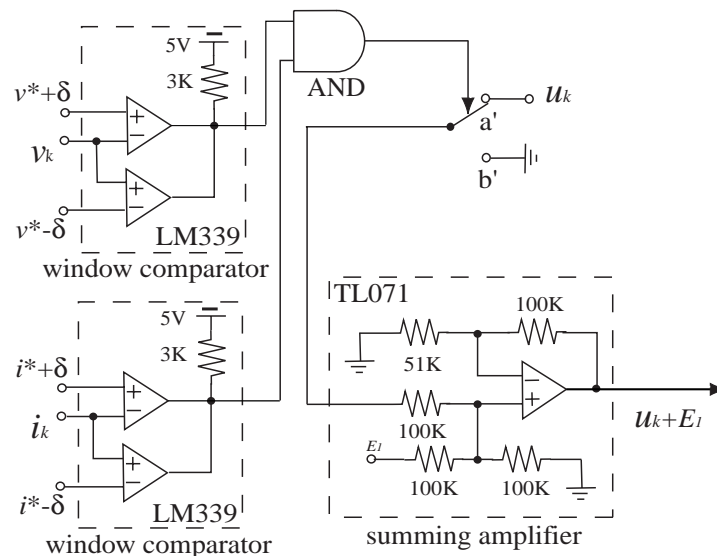 5V
3K
v*+δ
+
−
v_k
+
−
v*-δ
LM339
window comparator
AND
u_k
a'
b'
5V
3K
i*+δ
+
−
i_k
+
−
i*-δ
LM339
window comparator
TL071
100K
51K
−
+
100K
E_1
100K
100K
u_k+E_1
summing amplifier